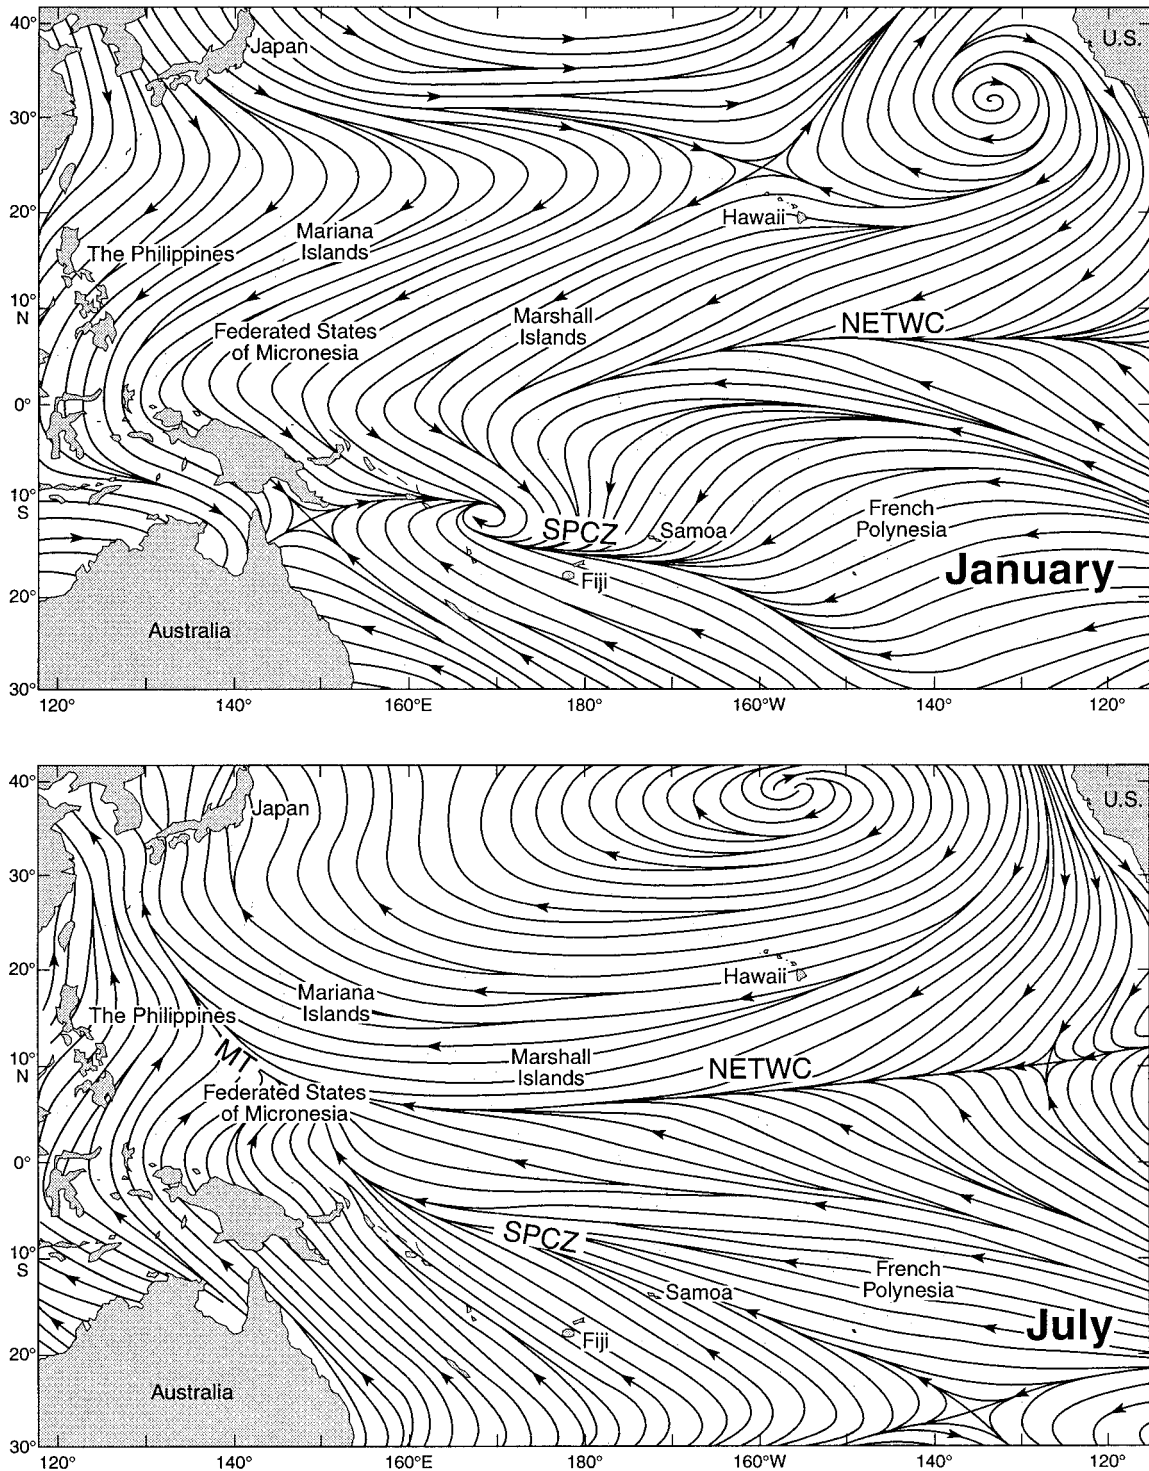 40°
Japan
U.S.
30°
20°
Hawaii
Mariana
Islands
The Philippines
10°
N
Marshall
Islands
NETWC
Federated States
of Micronesia
0°
10°
S
French
Polynesia
SPCZ
Samoa
January
Fiji
20°
Australia
30°
120°
140°
160°E
180°
160°W
140°
120°
40°
Japan
U.S.
30°
20°
Hawaii
Mariana
Islands
The Philippines
MT
10°
N
Marshall
Islands
NETWC
Federated States
of Micronesia
0°
SPCZ
10°
S
French
Polynesia
Samoa
July
Fiji
20°
Australia
30°
120°
140°
160°E
180°
160°W
140°
120°